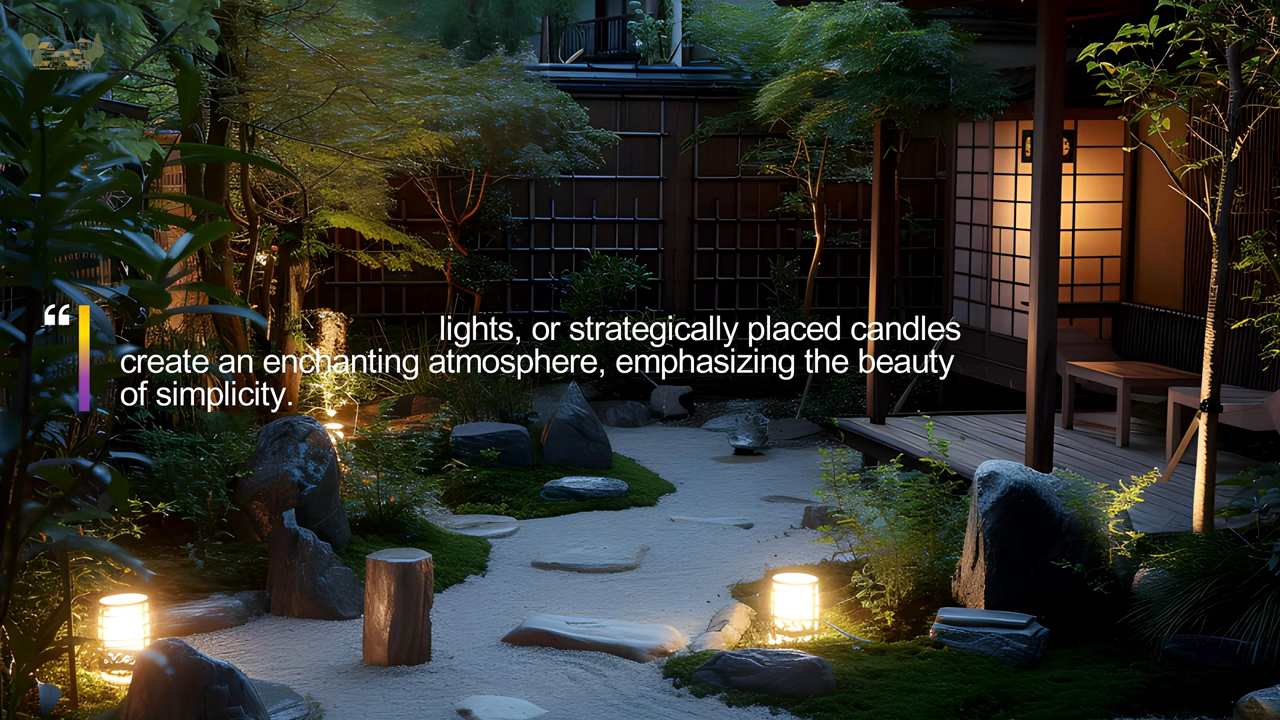 “
lights, or strategically placed candles
create an enchanting atmosphere, emphasizing the beauty
of simplicity.